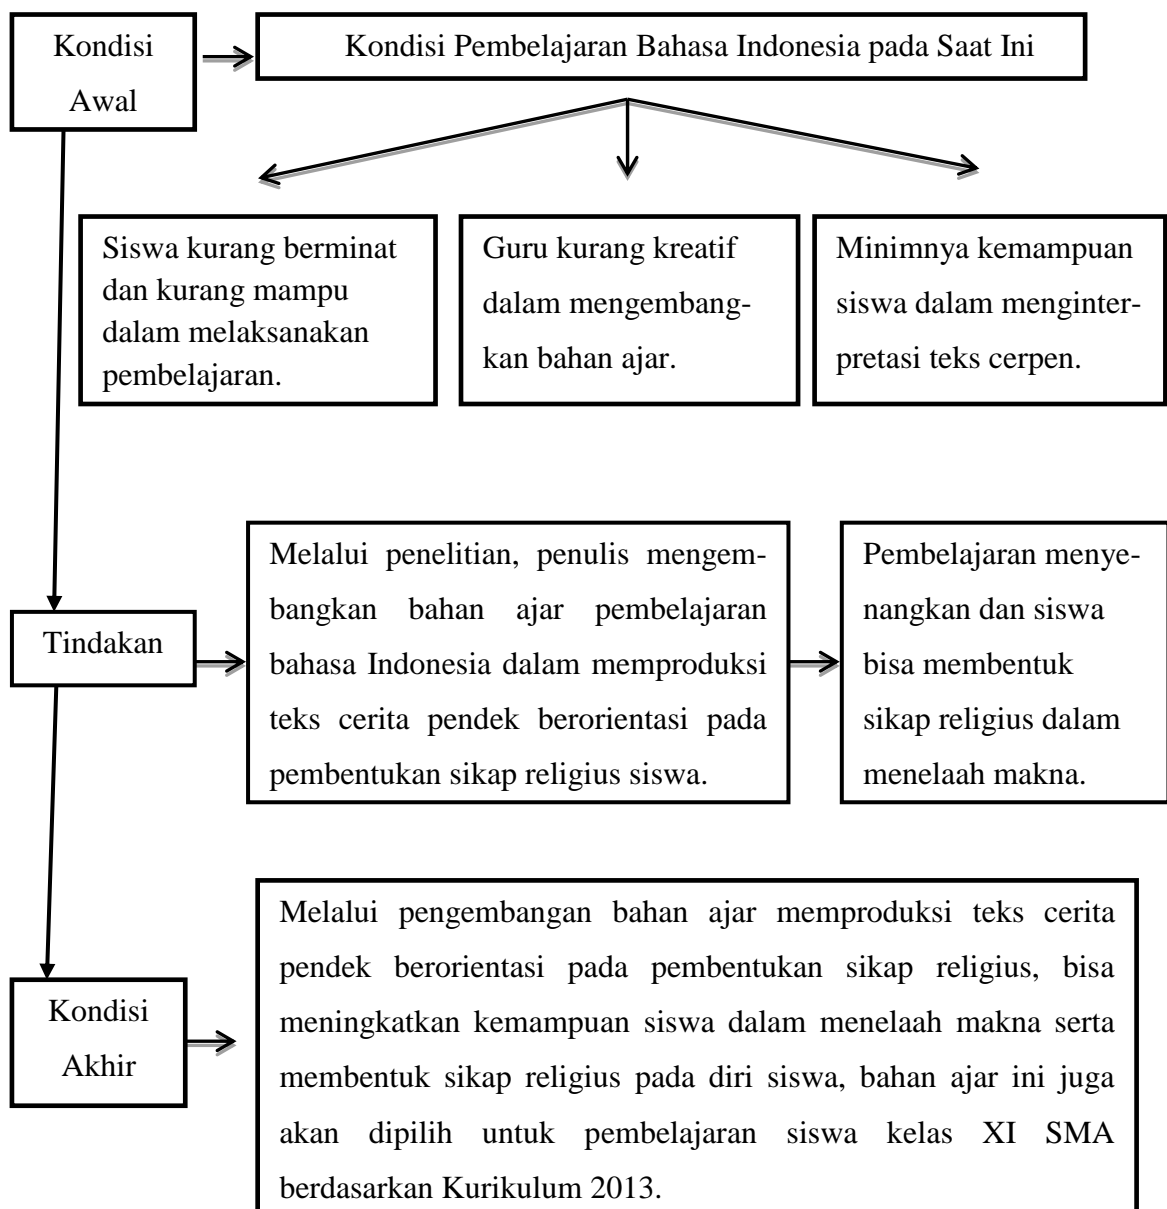 Kondisi
Awal
Kondisi Pembelajaran Bahasa Indonesia pada Saat Ini
Siswa kurang berminat
dan kurang mampu
dalam melaksanakan
pembelajaran.
Guru kurang kreatif
dalam mengembang-
kan bahan ajar.
Minimnya kemampuan
siswa dalam menginter-
pretasi teks cerpen.
Tindakan
Melalui penelitian, penulis mengem-
bangkan bahan ajar pembelajaran
bahasa Indonesia dalam memproduksi
teks cerita pendek berorientasi pada
pembentukan sikap religius siswa.
Pembelajaran menye-
nangkan dan siswa
bisa membentuk
sikap religius dalam
menelaah makna.
Kondisi
Akhir
Melalui pengembangan bahan ajar memproduksi teks cerita
pendek berorientasi pada pembentukan sikap religius, bisa
meningkatkan kemampuan siswa dalam menelaah makna serta
membentuk sikap religius pada diri siswa, bahan ajar ini juga
akan dipilih untuk pembelajaran siswa kelas XI SMA
berdasarkan Kurikulum 2013.